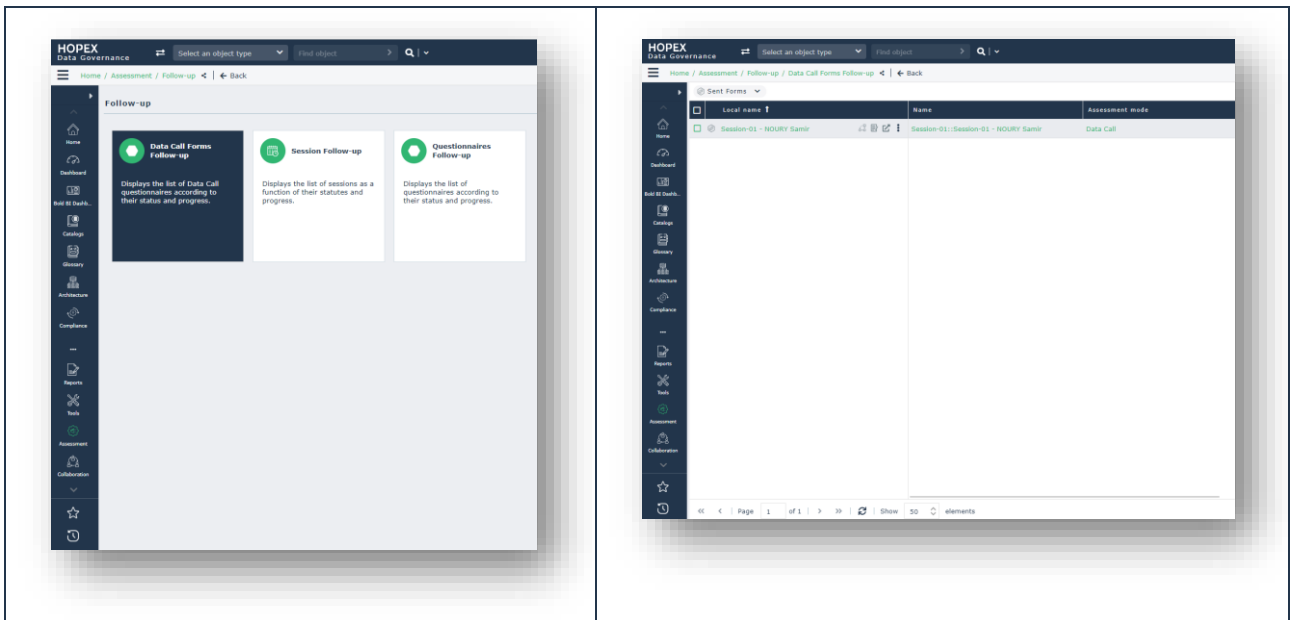 HOPEX
Data Governance
Select an object type
Find object
Home / Assessment / Follow-up
Back
Follow-up
Data Call Forms
Follow-up
Displays the list of Data Call
questionnaires according to
their status and progress.
Session Follow-up
Displays the list of sessions as a
function of their statutes and
progress.
Questionnaires
Follow-up
Displays the list of
questionnaires according to
their status and progress.
Home
Dashboard
Bold BI Dashb...
Catalogs
Glossary
Architecture
Compliance
...
Reports
Tools
Assessment
Collaboration
HOPEX
Data Governance
Select an object type
Find object
Home / Assessment / Follow-up / Data Call Forms Follow-up
Back
Sent Forms
Local name
Name
Assessment mode
Session-01 - NOURY Samir
Session-01::Session-01 - NOURY Samir
Data Call
Home
Dashboard
Bold BI Dashb...
Catalogs
Glossary
Architecture
Compliance
...
Reports
Tools
Assessment
Collaboration
Page 1 of 1
Show 50 elements